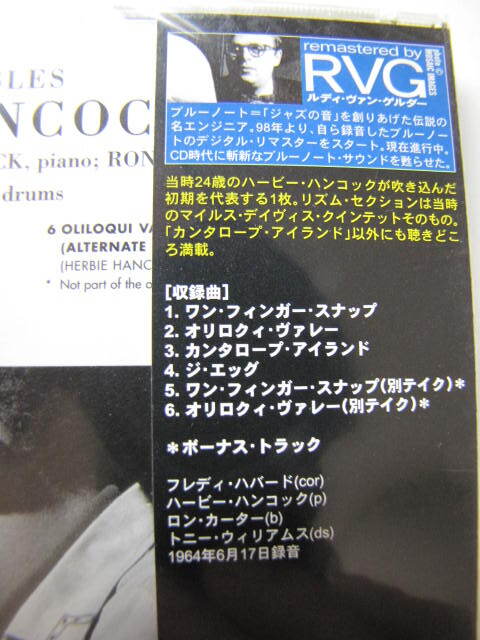 BLES
NCOC
CK, piano; RON
drums
6 OLILOQUI VA
(ALTERNATE
(HERBIE HANC
* Not part of the o
remastered by
RVG
ルディ・ヴァン・ゲルダー
photo ©
MOSAIC IMAGES
ブルーノート=「ジャズの音」を創りあげた伝説の
名エンジニア。98年より、自ら録音したブルーノー
トのデジタル・リマスターをスタート。現在進行中。
CD時代に斬新なブルーノート・サウンドを甦らせた。
当時24歳のハービー・ハンコックが吹き込んだ
初期を代表する1枚。リズム・セクションは当時
のマイルス・デイヴィス・クインテットそのもの。
「カンタロープ・アイランド」以外にも聴きどこ
ろ満載。
[収録曲]
1. ワン・フィンガー・スナップ
2. オリロクィ・ヴァレー
3. カンタロープ・アイランド
4. ジ・エッグ
5. ワン・フィンガー・スナップ(別テイク)*
6. オリロクィ・ヴァレー(別テイク)*
*ボーナス・トラック
フレディ・ハバード(cor)
ハービー・ハンコック(p)
ロン・カーター(b)
トニー・ウィリアムス(ds)
1964年6月17日録音